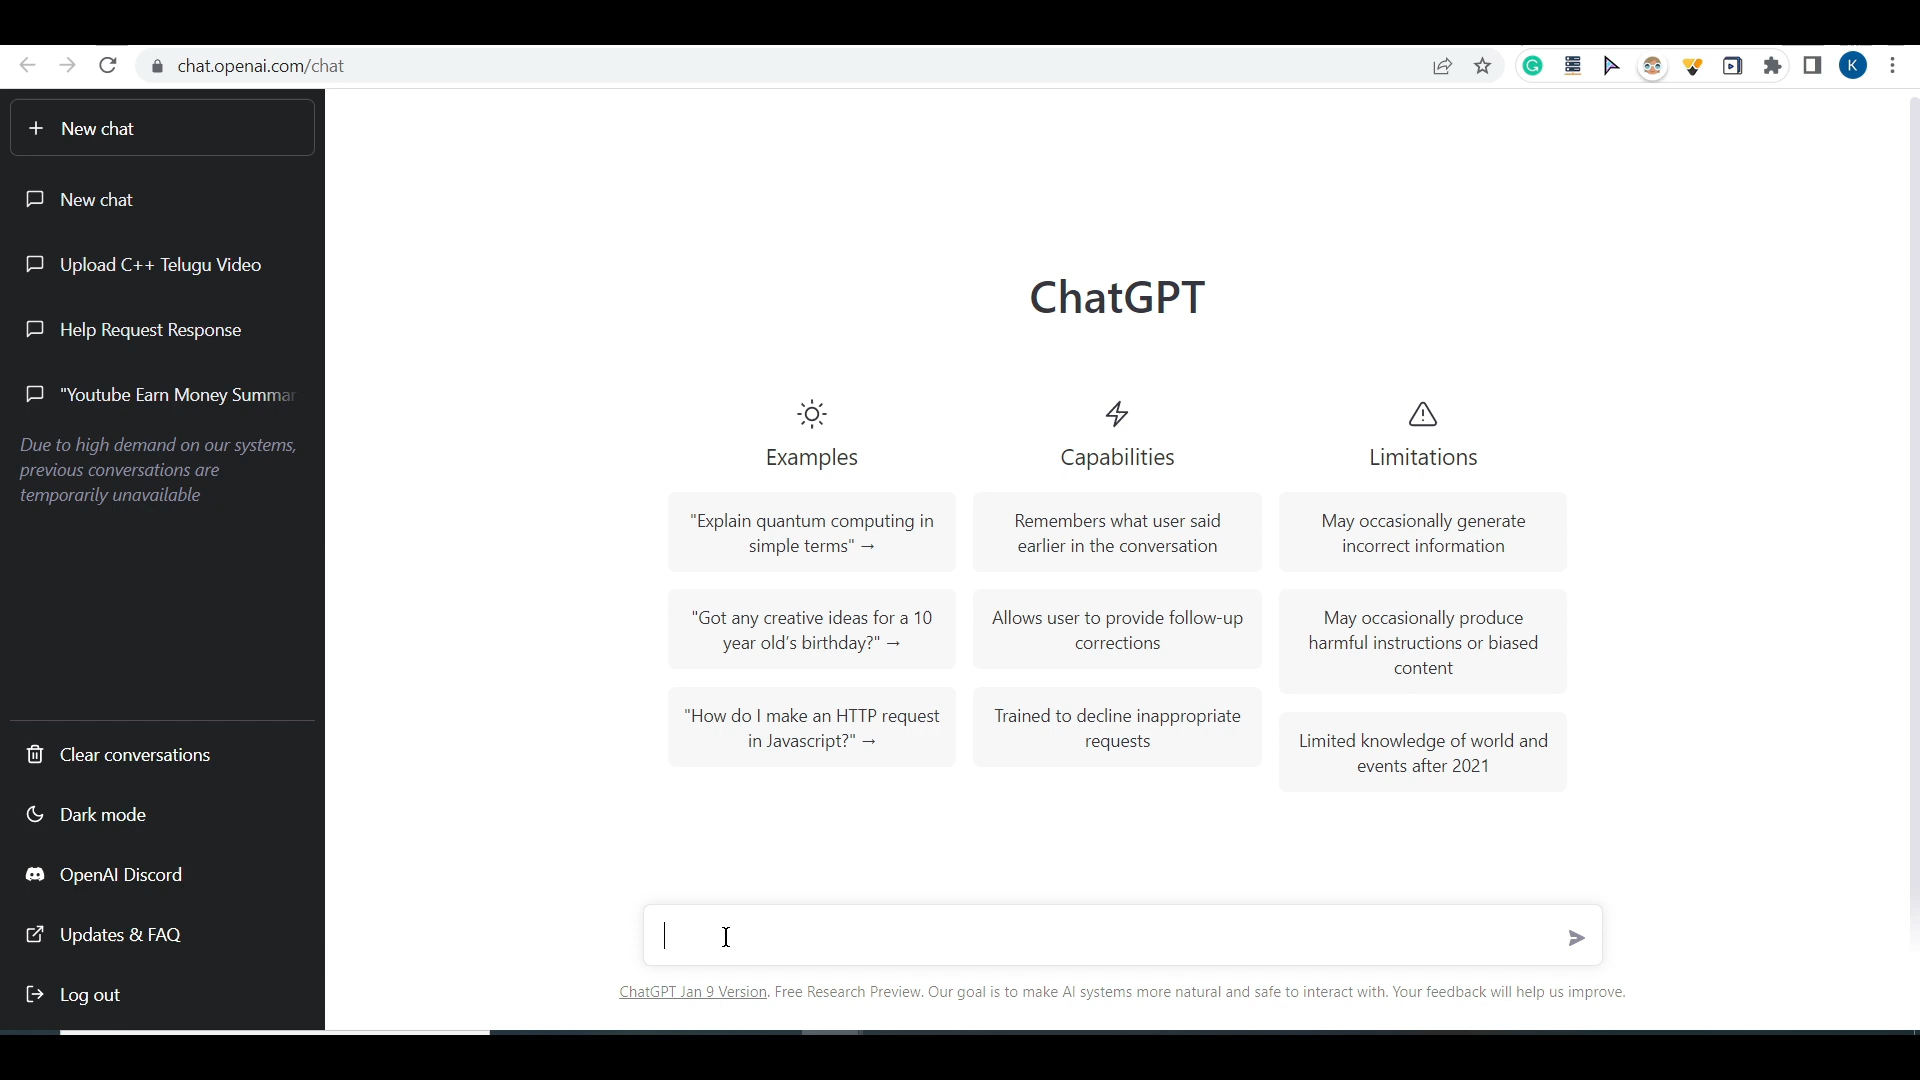 chat.openai.com/chat
K
New chat
New chat
Upload C++ Telugu Video
Help Request Response
"Youtube Earn Money Summar
Due to high demand on our systems,
previous conversations are
temporarily unavailable
Clear conversations
Dark mode
OpenAI Discord
Updates & FAQ
Log out
ChatGPT
Examples
"Explain quantum computing in
simple terms" →
"Got any creative ideas for a 10
year old's birthday?" →
"How do I make an HTTP request
in Javascript?" →
Capabilities
Remembers what user said
earlier in the conversation
Allows user to provide follow-up
corrections
Trained to decline inappropriate
requests
Limitations
May occasionally generate
incorrect information
May occasionally produce
harmful instructions or biased
content
Limited knowledge of world and
events after 2021
ChatGPT Jan 9 Version. Free Research Preview. Our goal is to make AI systems more natural and safe to interact with. Your feedback will help us improve.